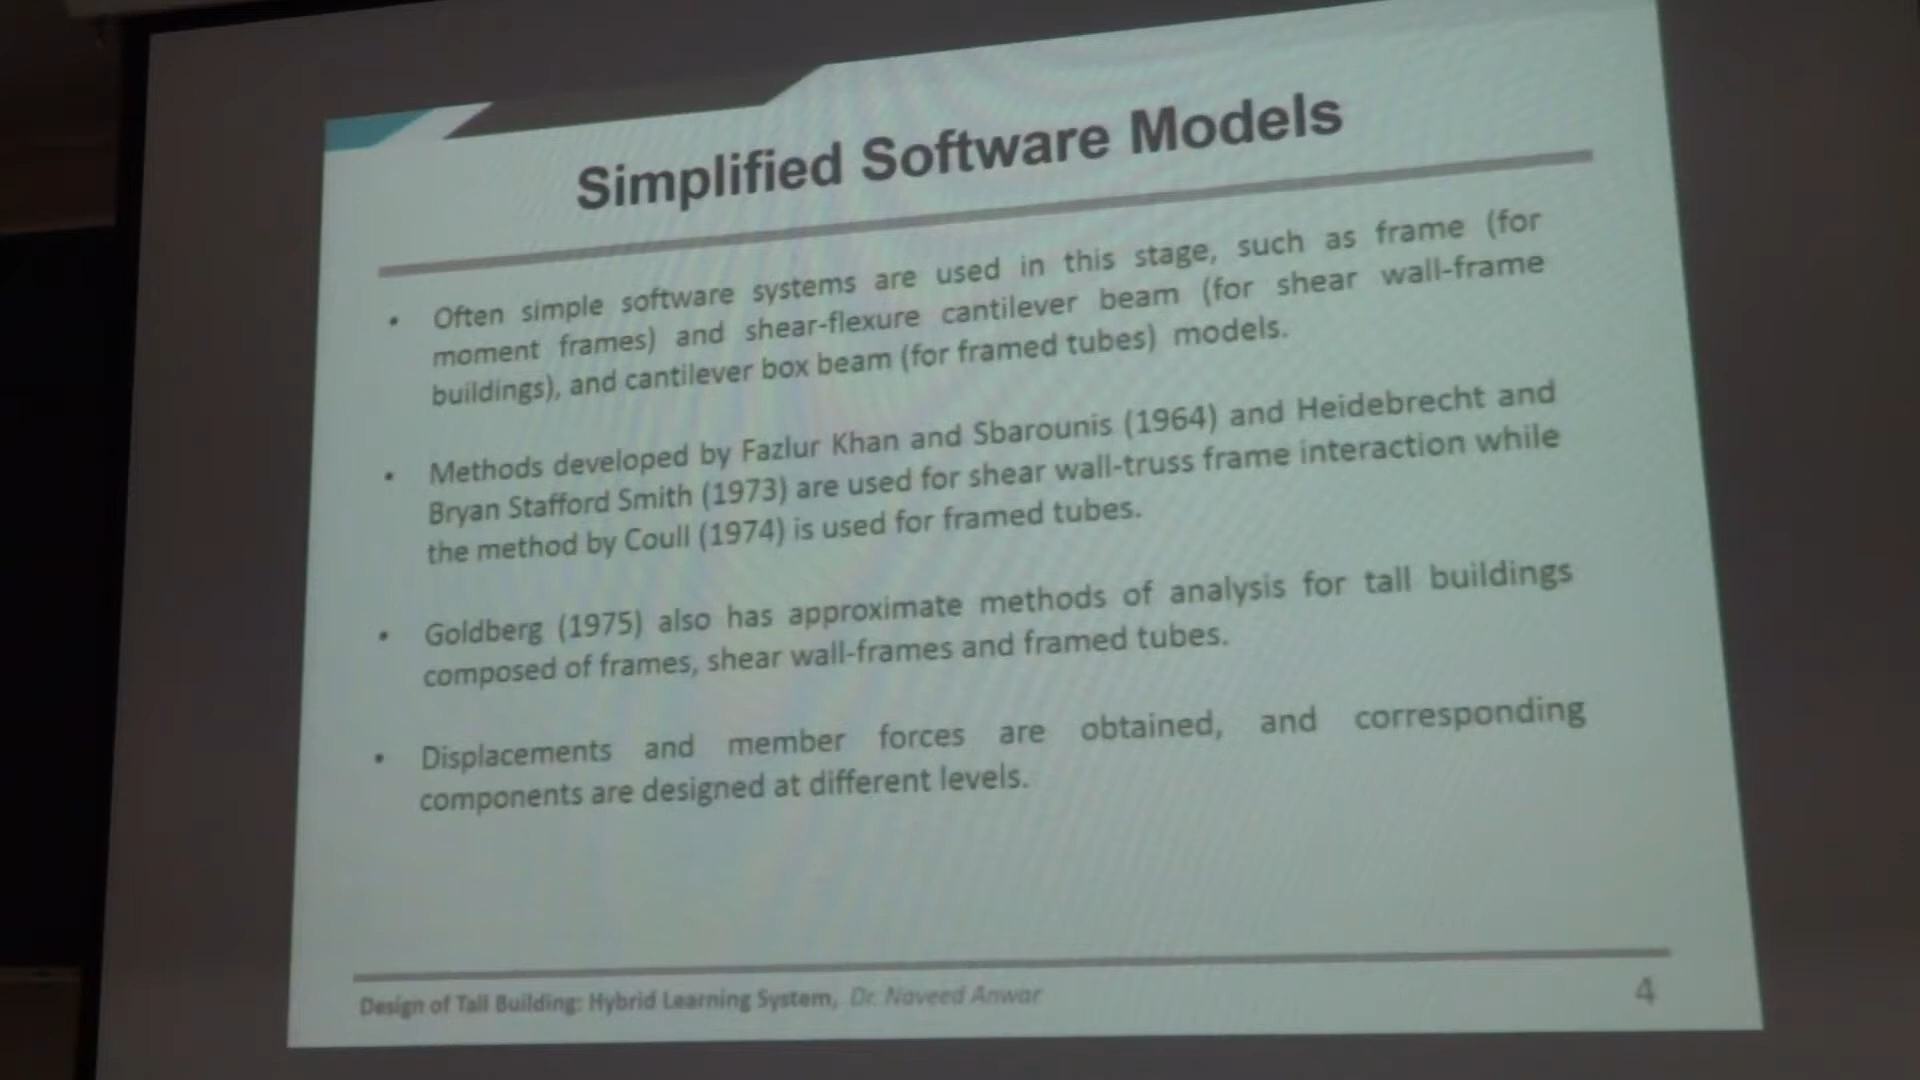 Simplified Software Models
• Often simple software systems are used in this stage, such as frame (for
moment frames) and shear-flexure cantilever beam (for shear wall-frame
buildings), and cantilever box beam (for framed tubes) models.
• Methods developed by Fazlur Khan and Sbarounis (1964) and Heidebrecht and
Bryan Stafford Smith (1973) are used for shear wall-truss frame interaction while
the method by Coull (1974) is used for framed tubes.
• Goldberg (1975) also has approximate methods of analysis for tall buildings
composed of frames, shear wall-frames and framed tubes.
• Displacements and member forces are obtained, and corresponding
components are designed at different levels.
Design of Tall Building: Hybrid Learning System, Dr. Naveed Anwar
4